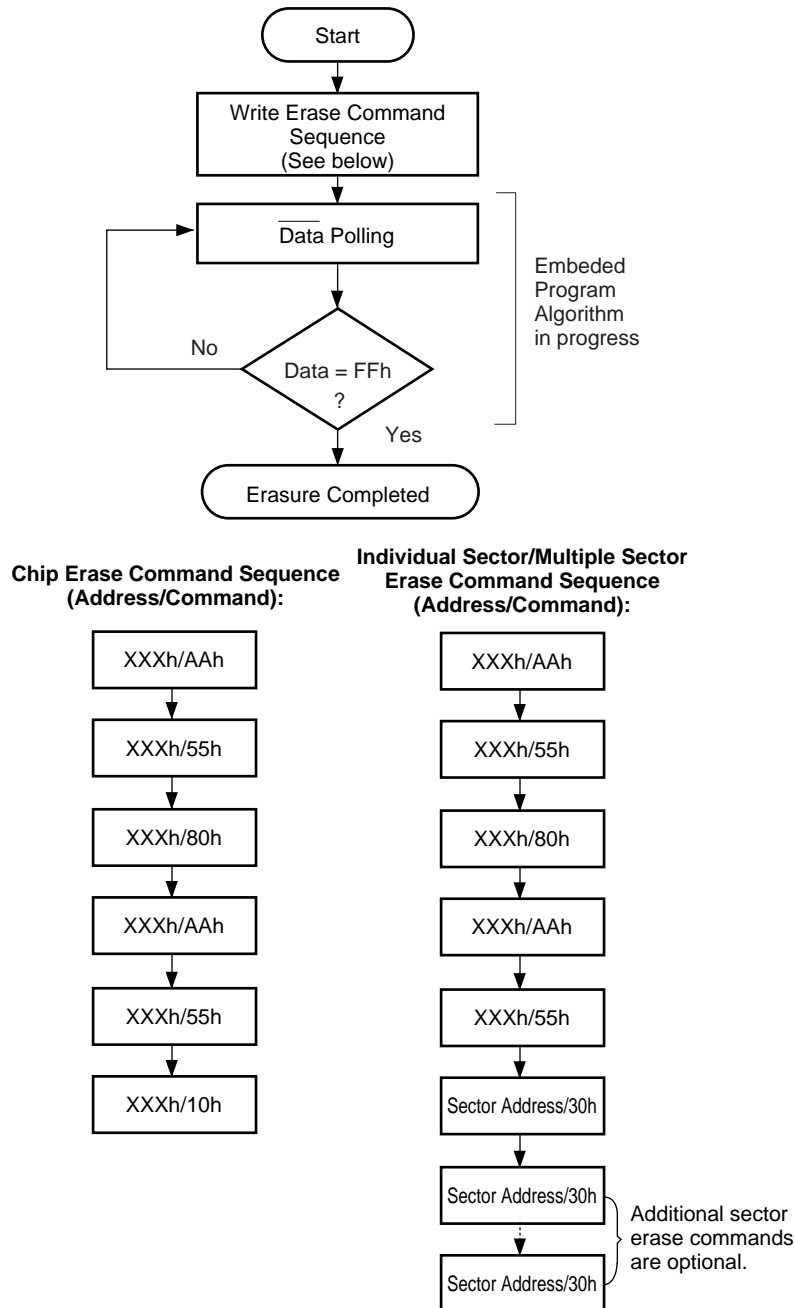 Start
Write Erase Command
Sequence
(See below)
Data Polling
Embeded
Program
Algorithm
in progress
No
Data = FFh
?
Yes
Erasure Completed
Chip Erase Command Sequence
(Address/Command):
XXXh/AAh
XXXh/55h
XXXh/80h
XXXh/AAh
XXXh/55h
XXXh/10h
Individual Sector/Multiple Sector
Erase Command Sequence
(Address/Command):
XXXh/AAh
XXXh/55h
XXXh/80h
XXXh/AAh
XXXh/55h
Sector Address/30h
Sector Address/30h
Sector Address/30h
Additional sector
erase commands
are optional.